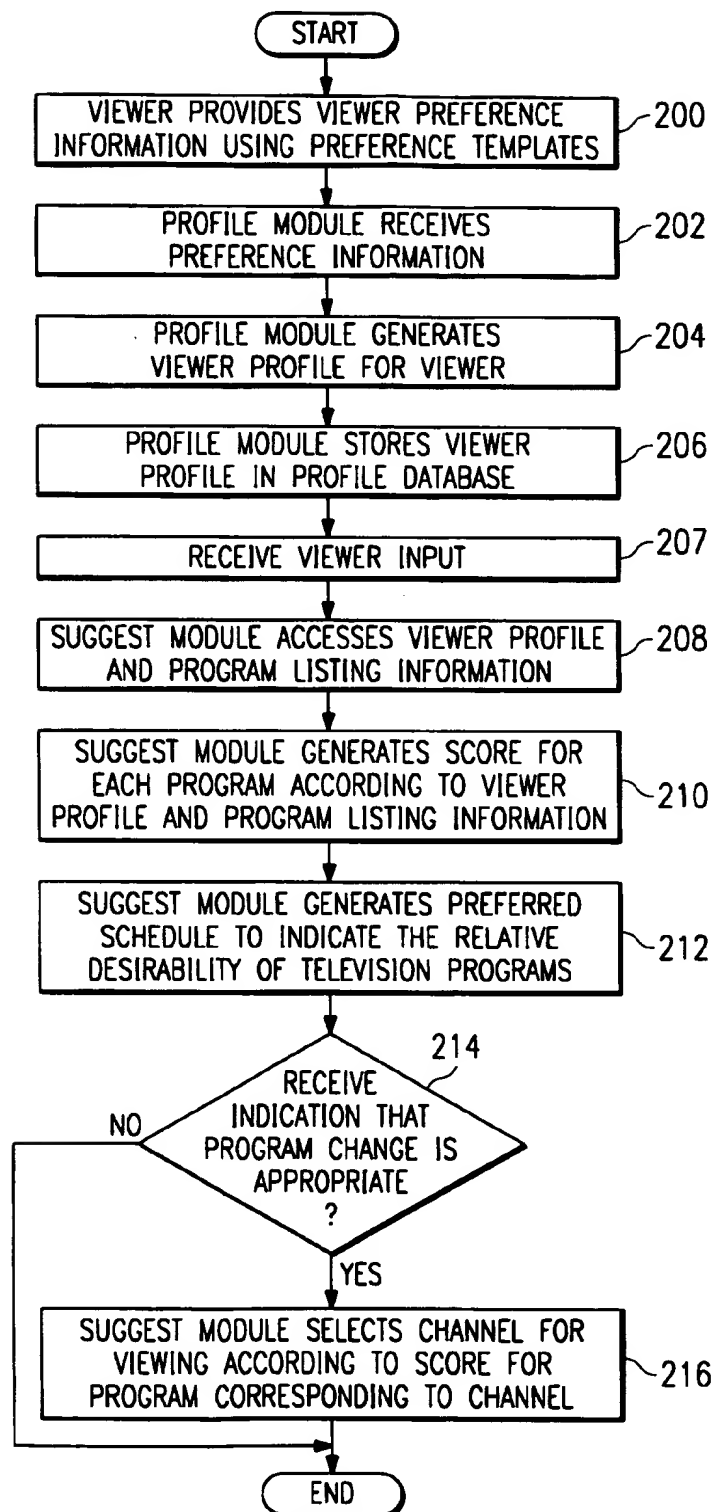 START
VIEWER PROVIDES VIEWER PREFERENCE
INFORMATION USING PREFERENCE TEMPLATES
200
PROFILE MODULE RECEIVES
PREFERENCE INFORMATION
202
PROFILE MODULE GENERATES
VIEWER PROFILE FOR VIEWER
204
PROFILE MODULE STORES VIEWER
PROFILE IN PROFILE DATABASE
206
RECEIVE VIEWER INPUT
207
SUGGEST MODULE ACCESSES VIEWER PROFILE
AND PROGRAM LISTING INFORMATION
208
SUGGEST MODULE GENERATES SCORE FOR
EACH PROGRAM ACCORDING TO VIEWER
PROFILE AND PROGRAM LISTING INFORMATION
210
SUGGEST MODULE GENERATES PREFERRED
SCHEDULE TO INDICATE THE RELATIVE
DESIRABILITY OF TELEVISION PROGRAMS
212
214
RECEIVE
INDICATION THAT
PROGRAM CHANGE IS
APPROPRIATE
?
NO
YES
SUGGEST MODULE SELECTS CHANNEL FOR
VIEWING ACCORDING TO SCORE FOR
PROGRAM CORRESPONDING TO CHANNEL
216
END